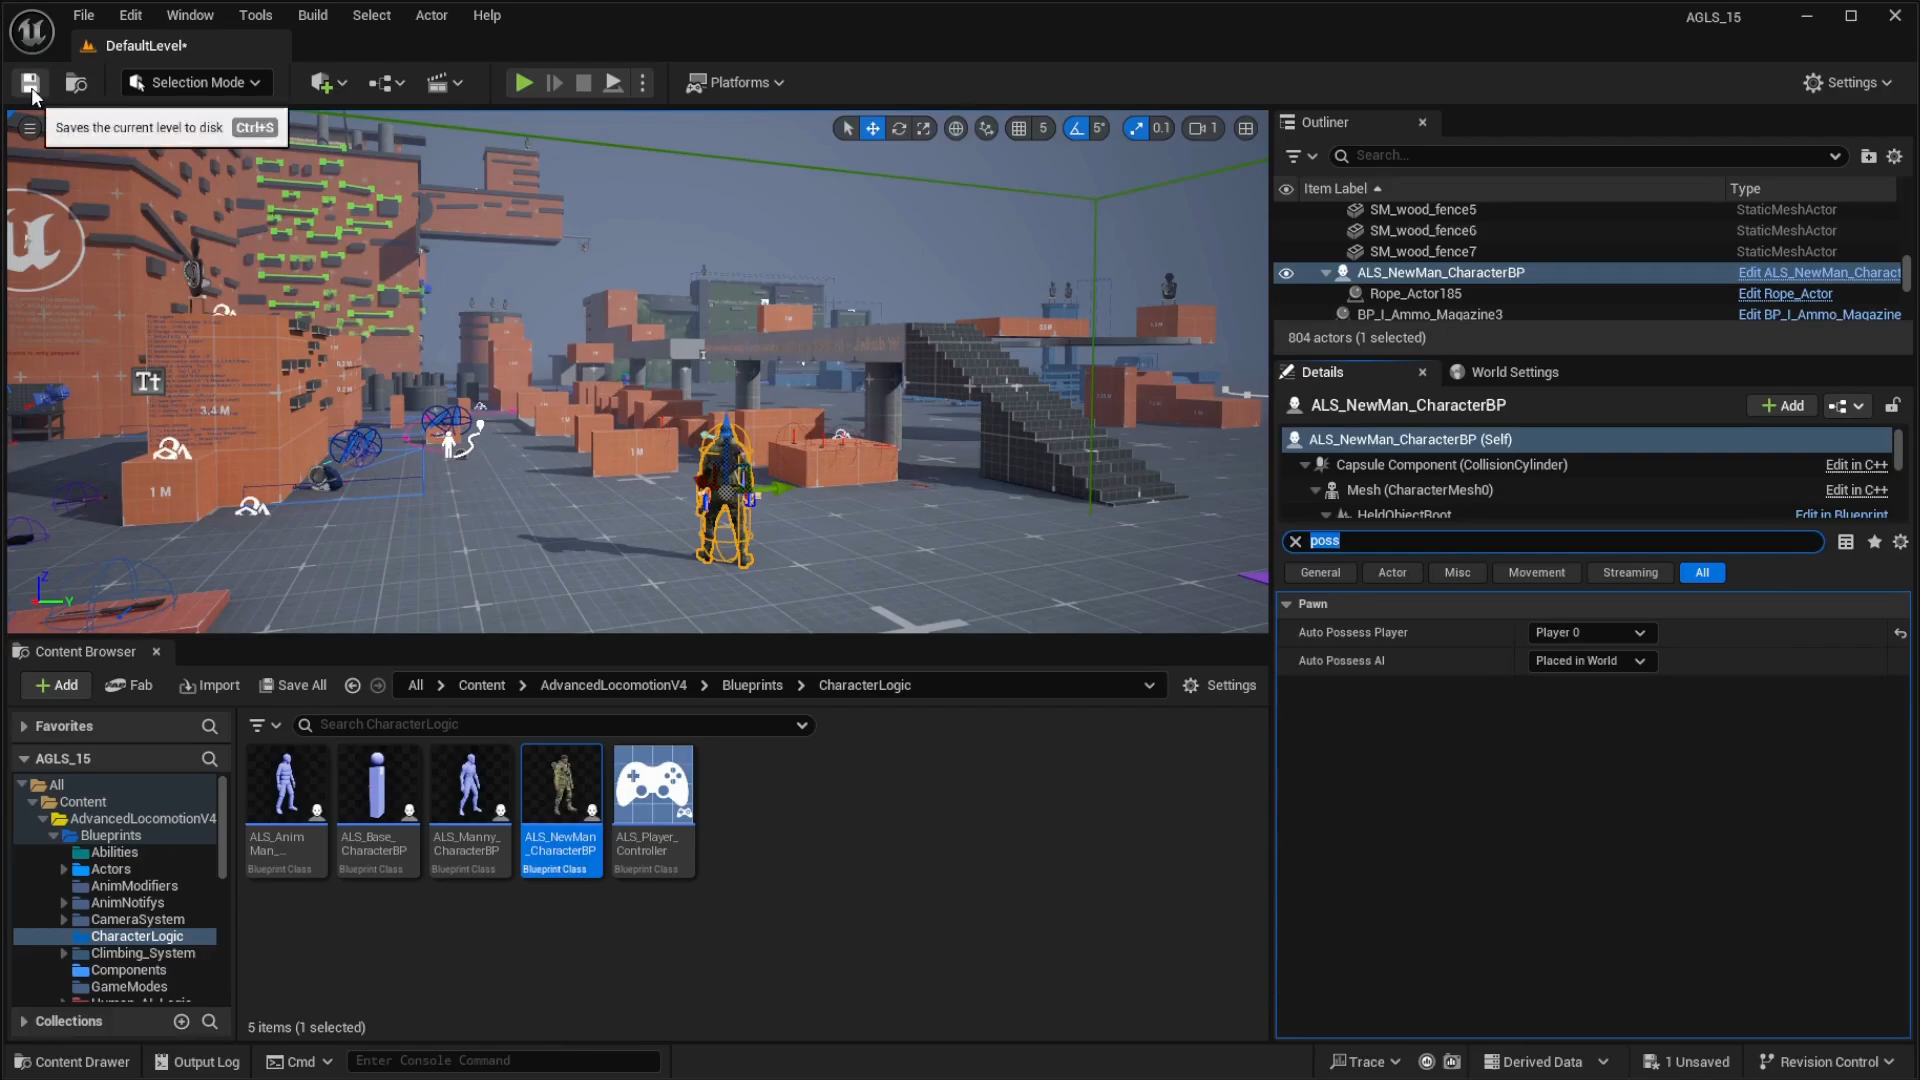 File Edit Window Tools Build Select Actor Help
AGLS_15
DefaultLevel*
Selection Mode
Platforms
Settings
Saves the current level to disk Ctrl+S
5 5° 0.1 1
Tt
3,4 M
1 M
1M
Outliner
Search...
Item Label Type
SM_wood_fence5 StaticMeshActor
SM_wood_fence6 StaticMeshActor
SM_wood_fence7 StaticMeshActor
ALS_NewMan_CharacterBP Edit ALS_NewMan_Charact
Rope_Actor185 Edit Rope_Actor
BP_I_Ammo_Magazine3 Edit BP_I_Ammo_Magazine
804 actors (1 selected)
Details World Settings
ALS_NewMan_CharacterBP Add
ALS_NewMan_CharacterBP (Self)
Capsule Component (CollisionCylinder) Edit in C++
Mesh (CharacterMesh0) Edit in C++
HeldObjectRoot Edit in Blueprint
poss
General Actor Misc Movement Streaming All
Pawn
Auto Possess Player Player 0
Auto Possess AI Placed in World
Content Browser
Add Fab Import Save All All Content AdvancedLocomotionV4 Blueprints CharacterLogic Settings
Favorites
Search CharacterLogic
AGLS_15
All
Content
AdvancedLocomotionV4
Blueprints
Abilities
Actors
AnimModifiers
AnimNotifys
CameraSystem
CharacterLogic
Climbing_System
Components
GameModes
Collections
ALS_Anim
Man_...
Blueprint Class
ALS_Base_
CharacterBP
Blueprint Class
ALS_Manny_
CharacterBP
Blueprint Class
ALS_NewMan
_CharacterBP
Blueprint Class
ALS_Player_
Controller
Blueprint Class
5 items (1 selected)
Content Drawer Output Log Cmd Enter Console Command Trace Derived Data 1 Unsaved Revision Control